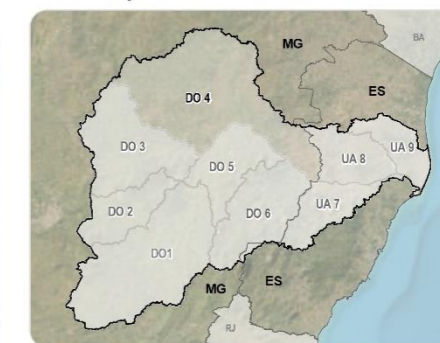 MG
BA
ES
DO 4
DO 3
UA 9
UA 8
DO 5
UA 7
DO 6
DO 2
DO1
ES
MG
RJ